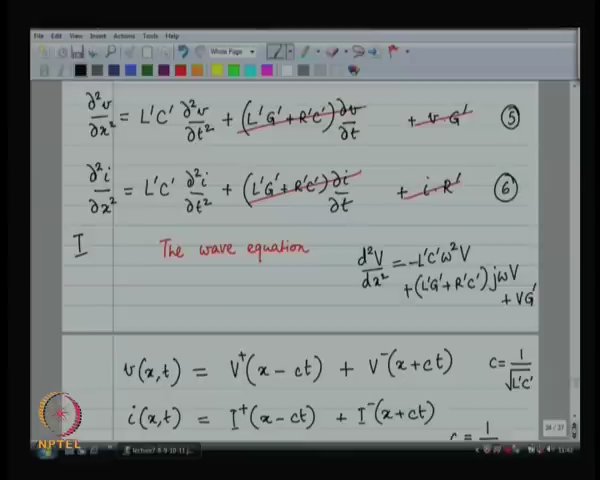 File Edit View Insert Actions Tools Help
Whole Page
∂²v/∂x² = L'C' ∂²v/∂t² + (L'G' + R'C') ∂v/∂t + v G' ⑤
∂²i/∂x² = L'C' ∂²i/∂t² + (L'G' + R'C') ∂i/∂t + i R' ⑥
I The wave equation
d²V/dx² = -L'C'ω²V
+(L'G' + R'C') jωV
+ VG'
v(x,t) = V⁺(x - ct) + V⁻(x + ct) c = 1/√L'C'
i(x,t) = I⁺(x - ct) + I⁻(x + ct)
c = 1
NPTEL